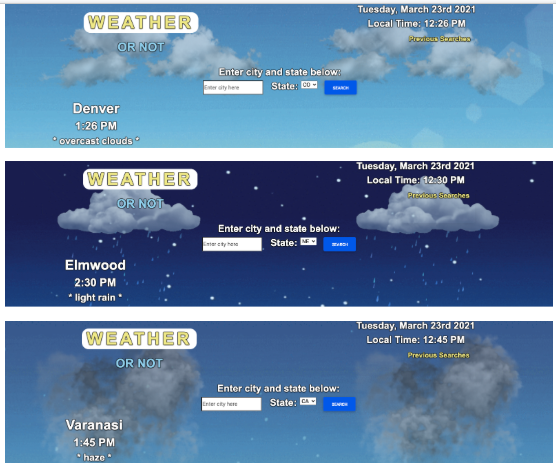 WEATHER
OR NOT
Tuesday, March 23rd 2021
Local Time: 12:26 PM
Previous Searches
Enter city and state below:
Enter city here State: CO SEARCH
Denver
1:26 PM
* overcast clouds *
WEATHER
OR NOT
Tuesday, March 23rd 2021
Local Time: 12:30 PM
Previous Searches
Enter city and state below:
Enter city here State: NE SEARCH
Elmwood
2:30 PM
* light rain *
WEATHER
OR NOT
Tuesday, March 23rd 2021
Local Time: 12:45 PM
Previous Searches
Enter city and state below:
Enter city here State: CA SEARCH
Varanasi
1:45 PM
* haze *